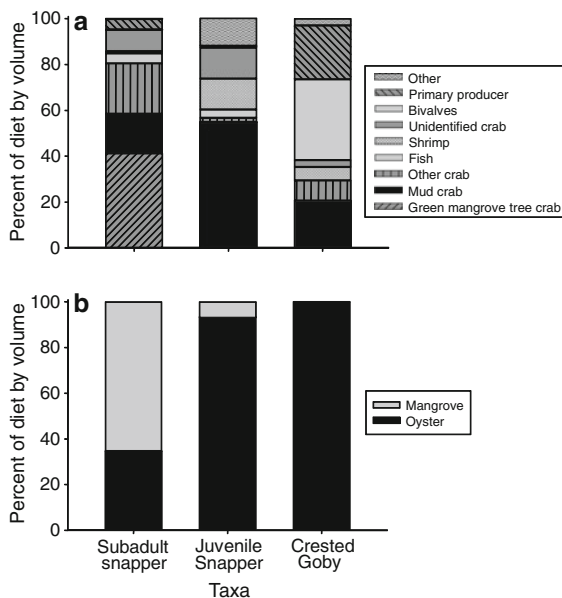 a
Percent of diet by volume
100
80
60
40
20
0
Other
Primary producer
Bivalves
Unidentified crab
Shrimp
Fish
Other crab
Mud crab
Green mangrove tree crab
b
Percent of diet by volume
100
80
60
40
20
0
Mangrove
Oyster
Subadult snapper
Juvenile Snapper
Crested Goby
Taxa